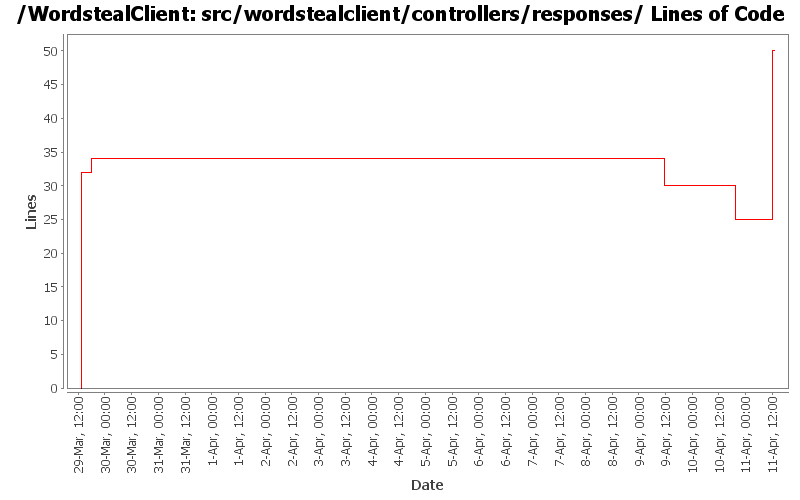 /WordstealClient: src/wordstealclient/controllers/responses/ Lines of Code
Lines
50
45
40
35
30
25
20
15
10
5
0
29-Mar, 12:00
30-Mar, 00:00
30-Mar, 12:00
31-Mar, 00:00
31-Mar, 12:00
1-Apr, 00:00
1-Apr, 12:00
2-Apr, 00:00
2-Apr, 12:00
3-Apr, 00:00
3-Apr, 12:00
4-Apr, 00:00
4-Apr, 12:00
5-Apr, 00:00
5-Apr, 12:00
6-Apr, 00:00
6-Apr, 12:00
7-Apr, 00:00
7-Apr, 12:00
8-Apr, 00:00
8-Apr, 12:00
9-Apr, 00:00
9-Apr, 12:00
10-Apr, 00:00
10-Apr, 12:00
11-Apr, 00:00
11-Apr, 12:00
Date